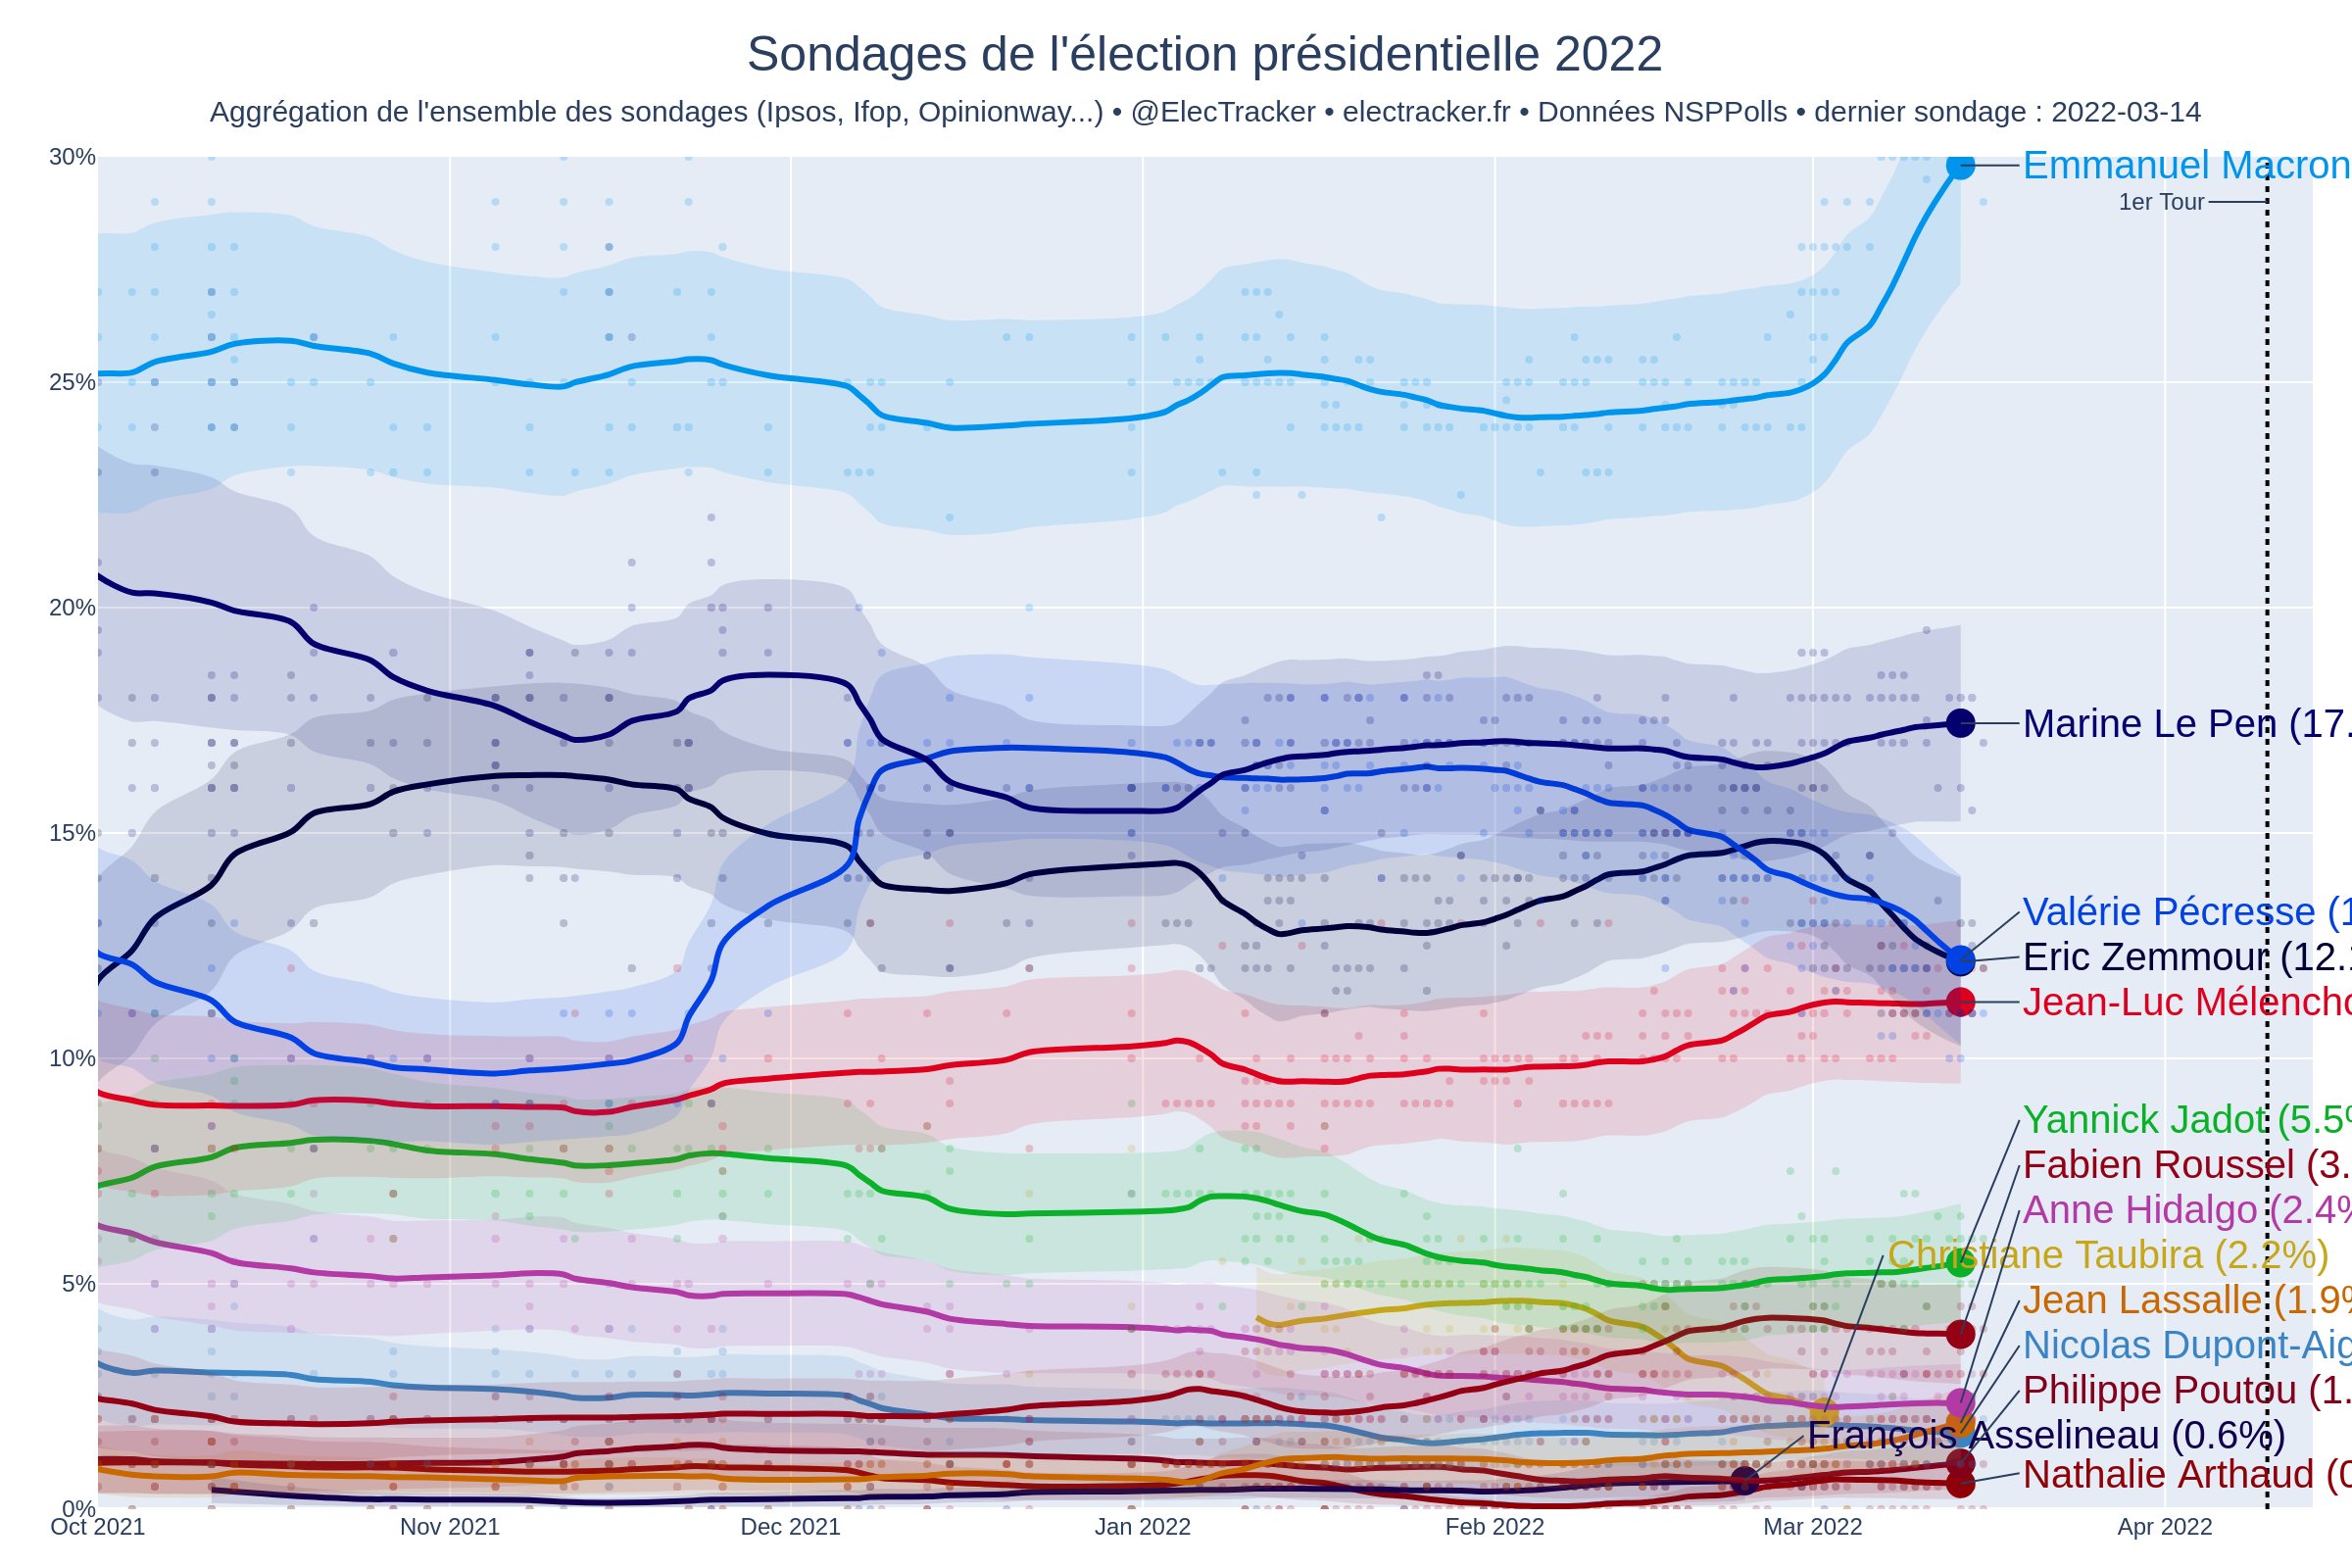 Sondages de l'élection présidentielle 2022
Aggrégation de l'ensemble des sondages (Ipsos, Ifop, Opinionway...) • @ElecTracker • electracker.fr • Données NSPPolls • dernier sondage : 2022-03-14
30%
Emmanuel Macron
1er Tour
25%
20%
Marine Le Pen (17.
15%
Valérie Pécresse (1
Eric Zemmour (12.
Jean-Luc Mélencho
10%
Yannick Jadot (5.5%
Fabien Roussel (3.
Anne Hidalgo (2.4%
Christiane Taubira (2.2%)
5%
Jean Lassalle (1.9%
Nicolas Dupont-Aig
Philippe Poutou (1.
François Asselineau (0.6%)
Nathalie Arthaud (0
0%
Oct 2021 Nov 2021 Dec 2021 Jan 2022 Feb 2022 Mar 2022 Apr 2022